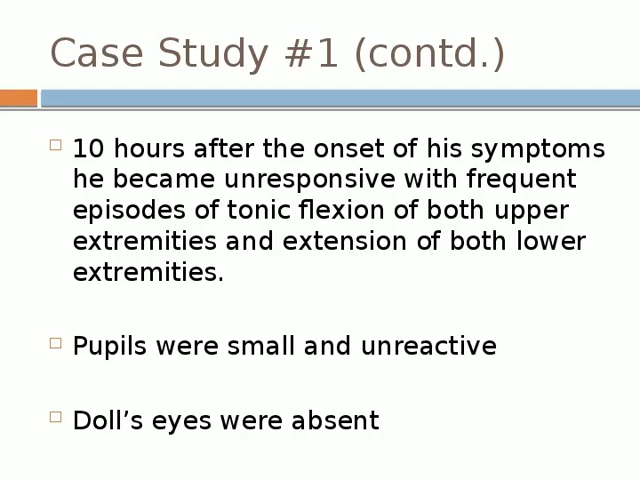 Case Study #1 (contd.)
10 hours after the onset of his symptoms
he became unresponsive with frequent
episodes of tonic flexion of both upper
extremities and extension of both lower
extremities.
Pupils were small and unreactive
Doll’s eyes were absent